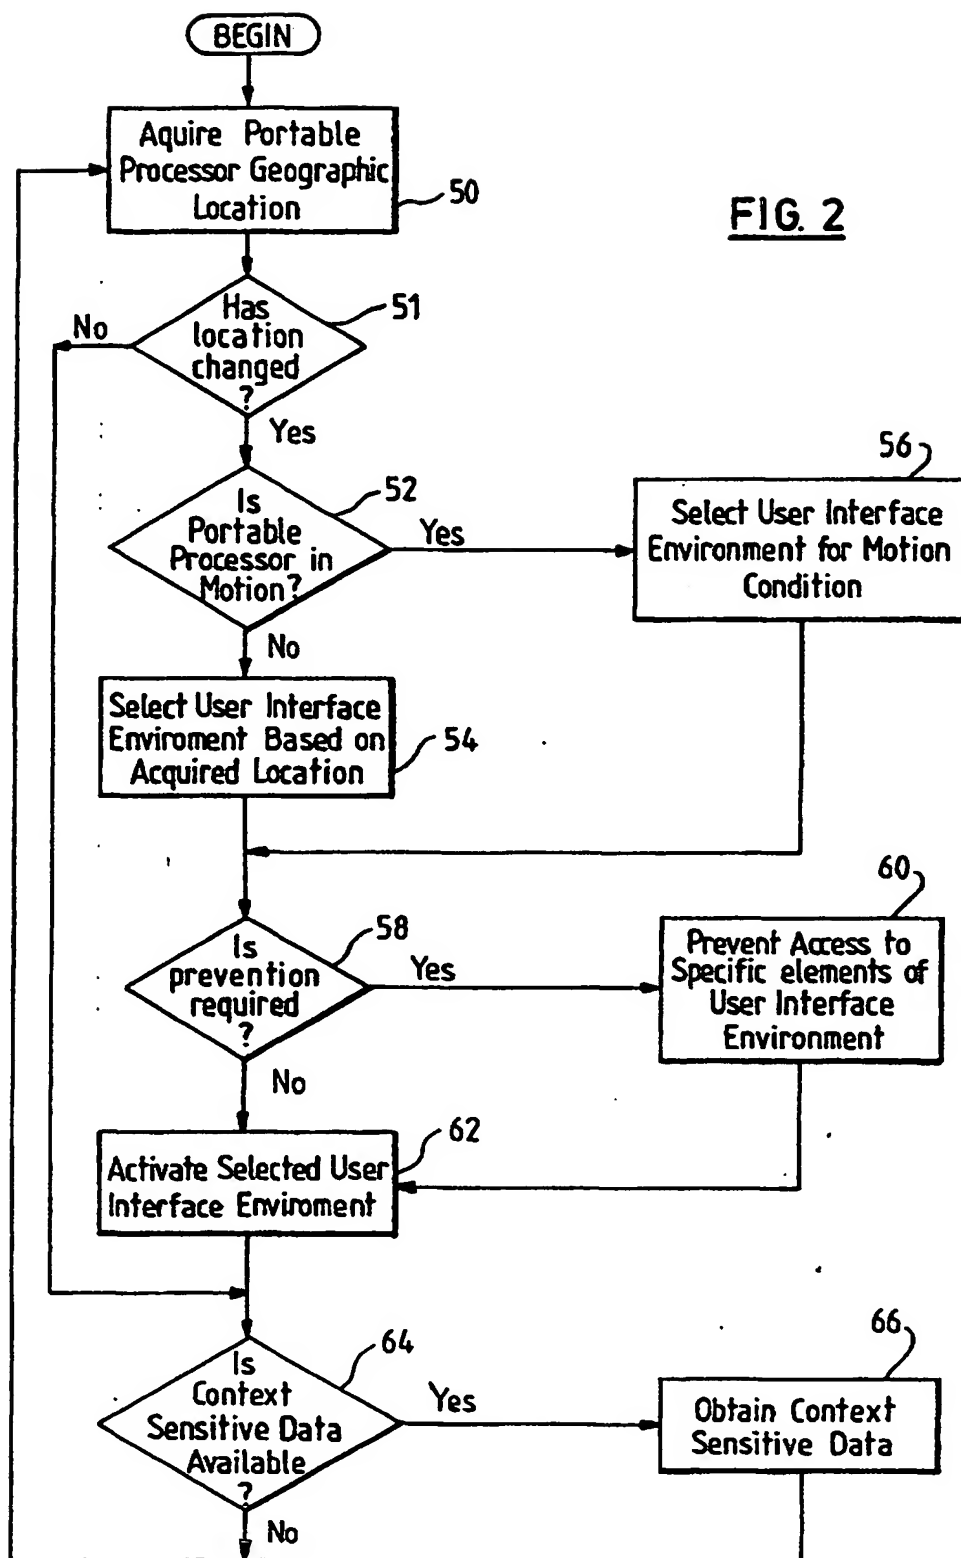 BEGIN
Aquire Portable
Processor Geographic
Location
50
FIG. 2
Has
location
changed
?
51
No
Yes
Is
Portable
Processor in
Motion?
52
Yes
56
Select User Interface
Environment for Motion
Condition
No
Select User Interface
Enviroment Based on
Acquired Location
54
Is
prevention
required
?
58
Yes
60
Prevent Access to
Specific elements of
User Interface
Environment
No
Activate Selected User
Interface Enviroment
62
Is
Context
Sensitive Data
Available
?
64
Yes
66
Obtain Context
Sensitive Data
No